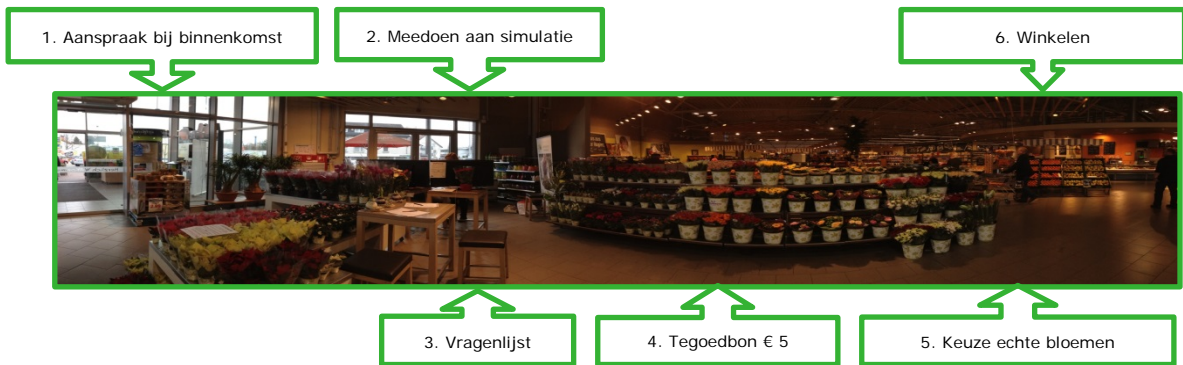 1. Aanspraak bij binnenkomst
2. Meedoen aan simulatie
6. Winkelen
3. Vragenlijst
4. Tegoedbon € 5
5. Keuze echte bloemen